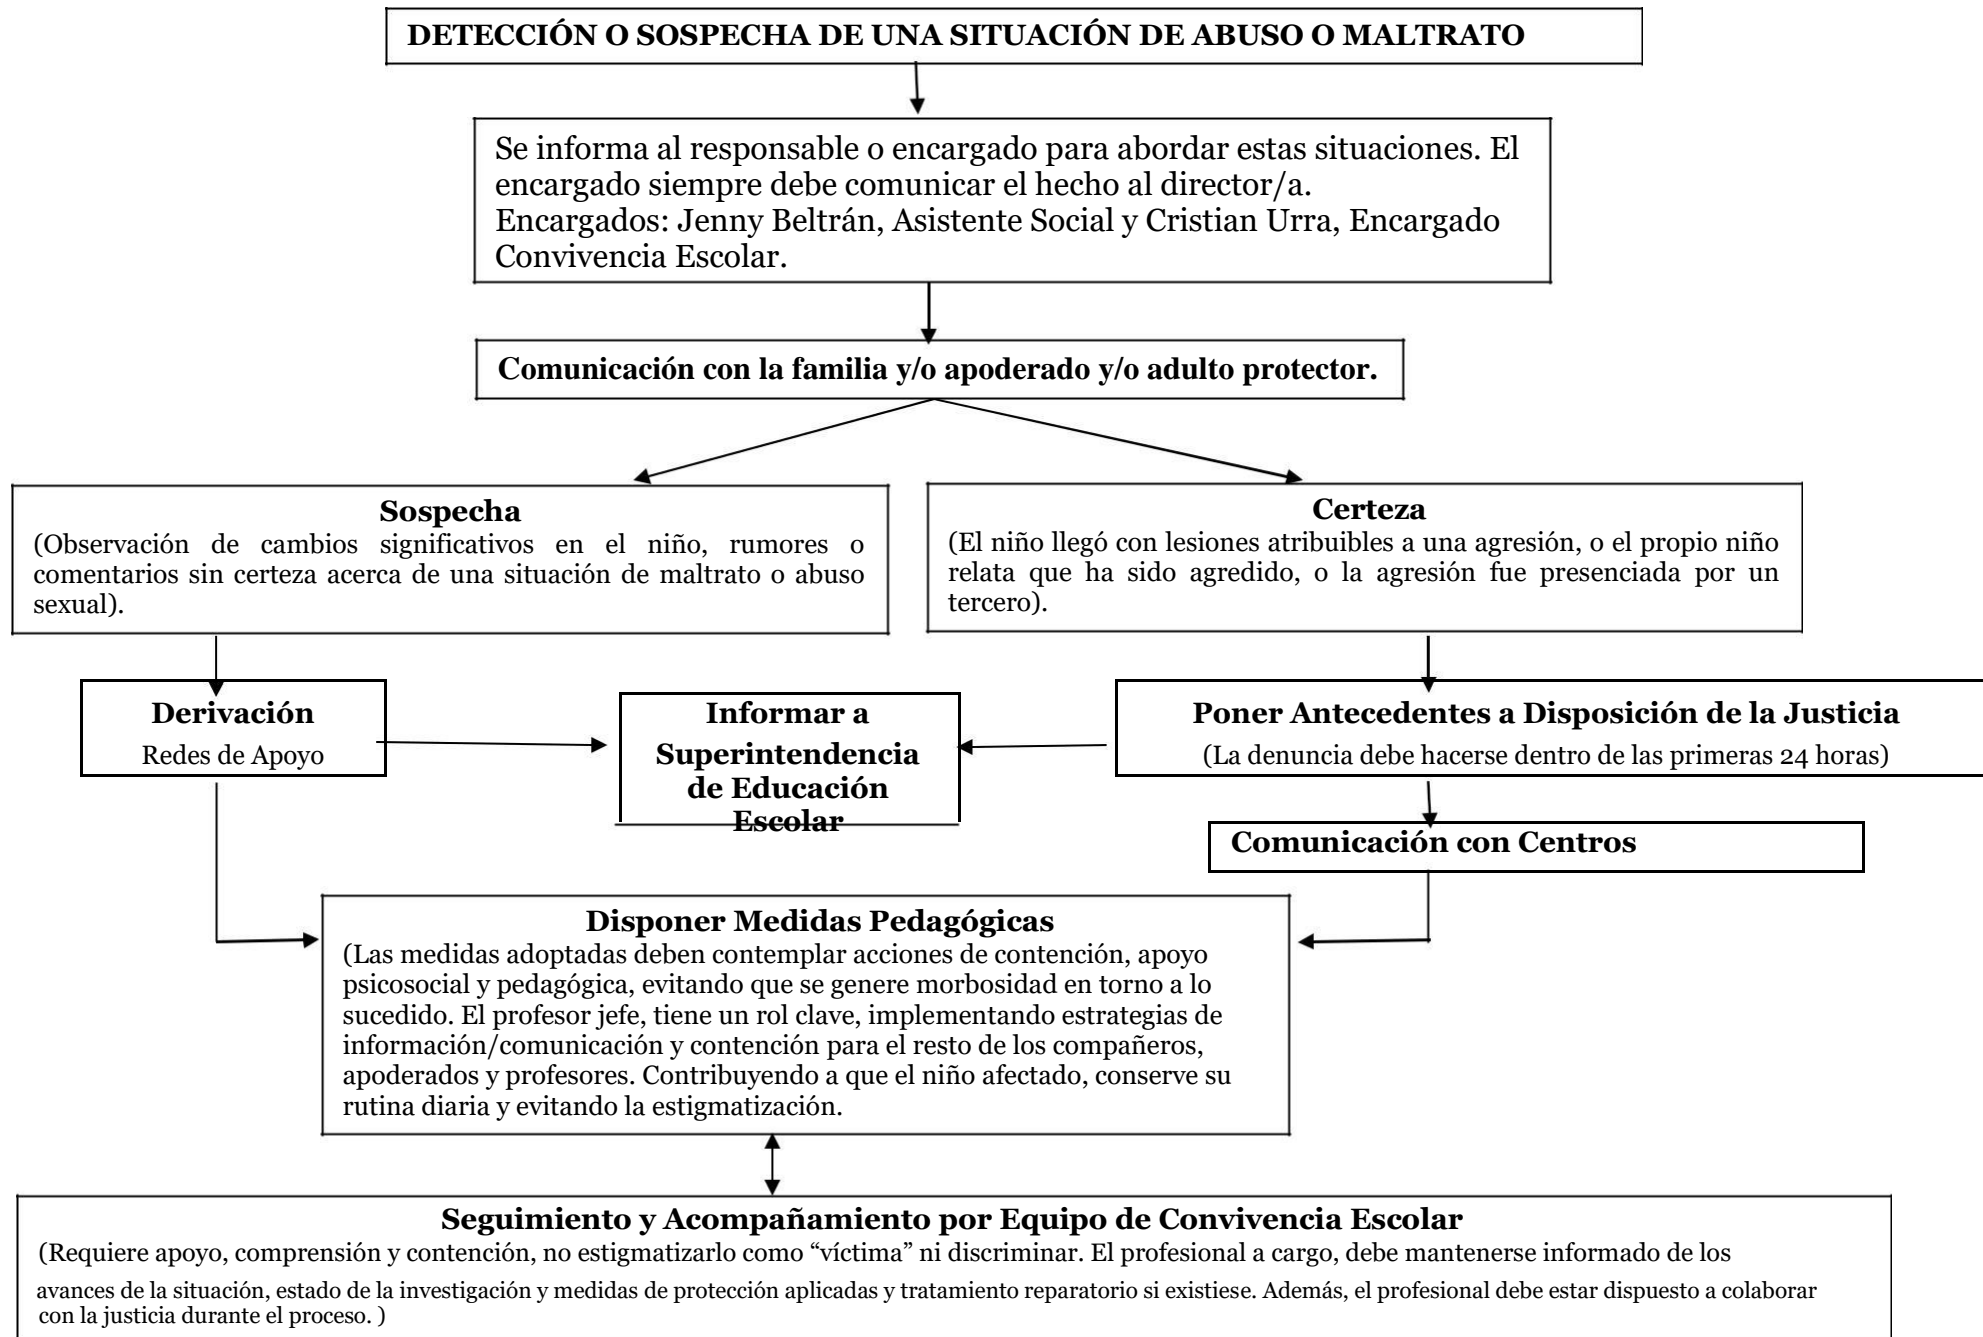 DETECCIÓN O SOSPECHA DE UNA SITUACIÓN DE ABUSO O MALTRATO
Se informa al responsable o encargado para abordar estas situaciones. El
encargado siempre debe comunicar el hecho al director/a.
Encargados: Jenny Beltrán, Asistente Social y Cristian Urra, Encargado
Convivencia Escolar.
Comunicación con la familia y/o apoderado y/o adulto protector.
Sospecha
(Observación de cambios significativos en el niño, rumores o
comentarios sin certeza acerca de una situación de maltrato o abuso
sexual).
Certeza
(El niño llegó con lesiones atribuibles a una agresión, o el propio niño
relata que ha sido agredido, o la agresión fue presenciada por un
tercero).
Derivación
Redes de Apoyo
Informar a
Superintendencia
de Educación
Escolar
Poner Antecedentes a Disposición de la Justicia
(La denuncia debe hacerse dentro de las primeras 24 horas)
Comunicación con Centros
Disponer Medidas Pedagógicas
(Las medidas adoptadas deben contemplar acciones de contención, apoyo
psicosocial y pedagógica, evitando que se genere morbosidad en torno a lo
sucedido. El profesor jefe, tiene un rol clave, implementando estrategias de
información/comunicación y contención para el resto de los compañeros,
apoderados y profesores. Contribuyendo a que el niño afectado, conserve su
rutina diaria y evitando la estigmatización.
Seguimiento y Acompañamiento por Equipo de Convivencia Escolar
(Requiere apoyo, comprensión y contención, no estigmatizarlo como “víctima” ni discriminar. El profesional a cargo, debe mantenerse informado de los
avances de la situación, estado de la investigación y medidas de protección aplicadas y tratamiento reparatorio si existiese. Además, el profesional debe estar dispuesto a colaborar
con la justicia durante el proceso. )